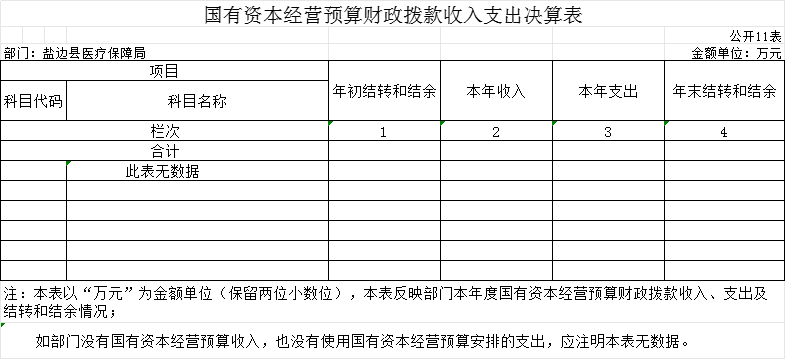 国有资本经营预算财政拨款收入支出决算表
公开11表
部门：盐边县医疗保障局 金额单位：万元
项目 年初结转和结余 本年收入 本年支出 年末结转和结余
科目代码 科目名称
栏次 1 2 3 4
合计
此表无数据
注：本表以“万元”为金额单位（保留两位小数位），本表反映部门本年度国有资本经营预算财政拨款收入、支出及
结转和结余情况；
如部门没有国有资本经营预算收入，也没有使用国有资本经营预算安排的支出，应注明本表无数据。